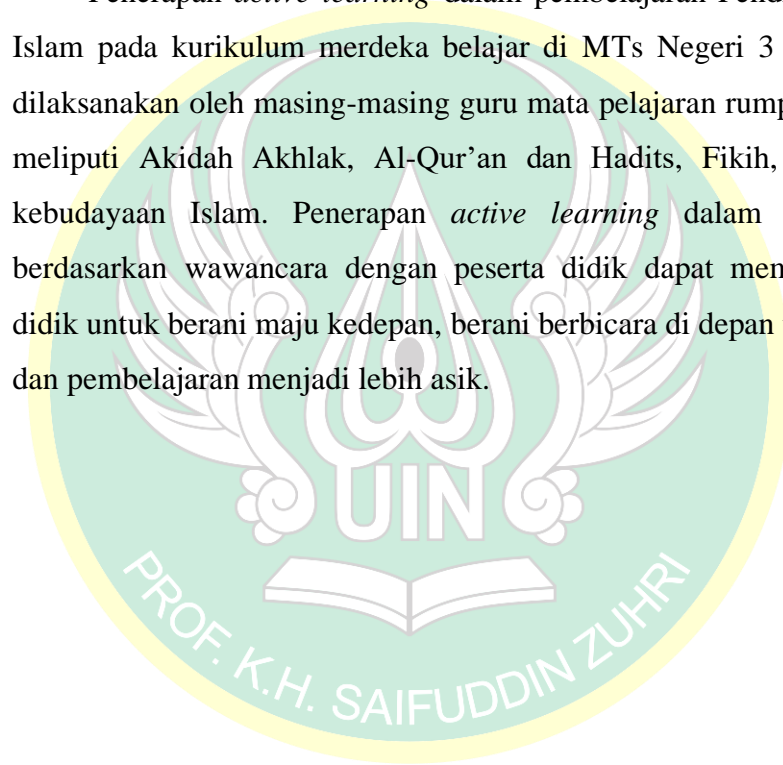 Penerapan active learning dalam pembelajaran
Islam pada kurikulum merdeka belajar di MTs Negeri 3
dilaksanakan oleh masing-masing guru mata pelajaran
meliputi Akidah Akhlak, Al-Qur’an dan Hadits, Fikih,
kebudayaan Islam. Penerapan active learning dalam
berdasarkan wawancara dengan peserta didik dapat
didik untuk berani maju kedepan, berani berbicara di depan
dan pembelajaran menjadi lebih asik.
UIN
PROF. K.H. SAIFUDDIN ZUHRI